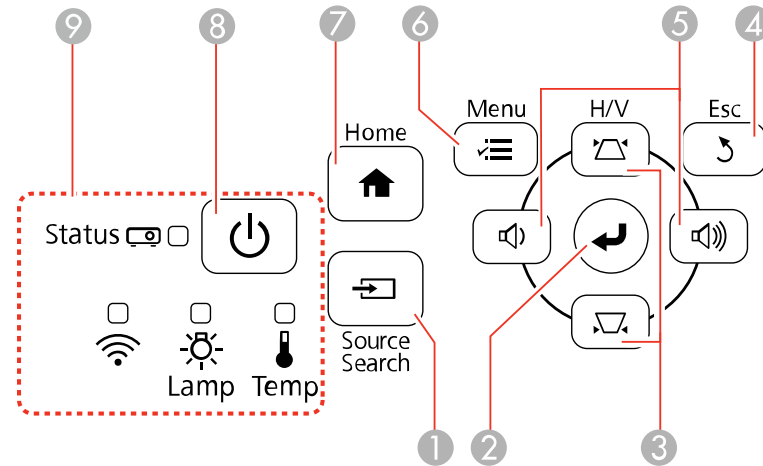 9 8 7 6 5 4
Menu H/V Esc
Home
Status
Source
Search
Lamp Temp
1 2 3